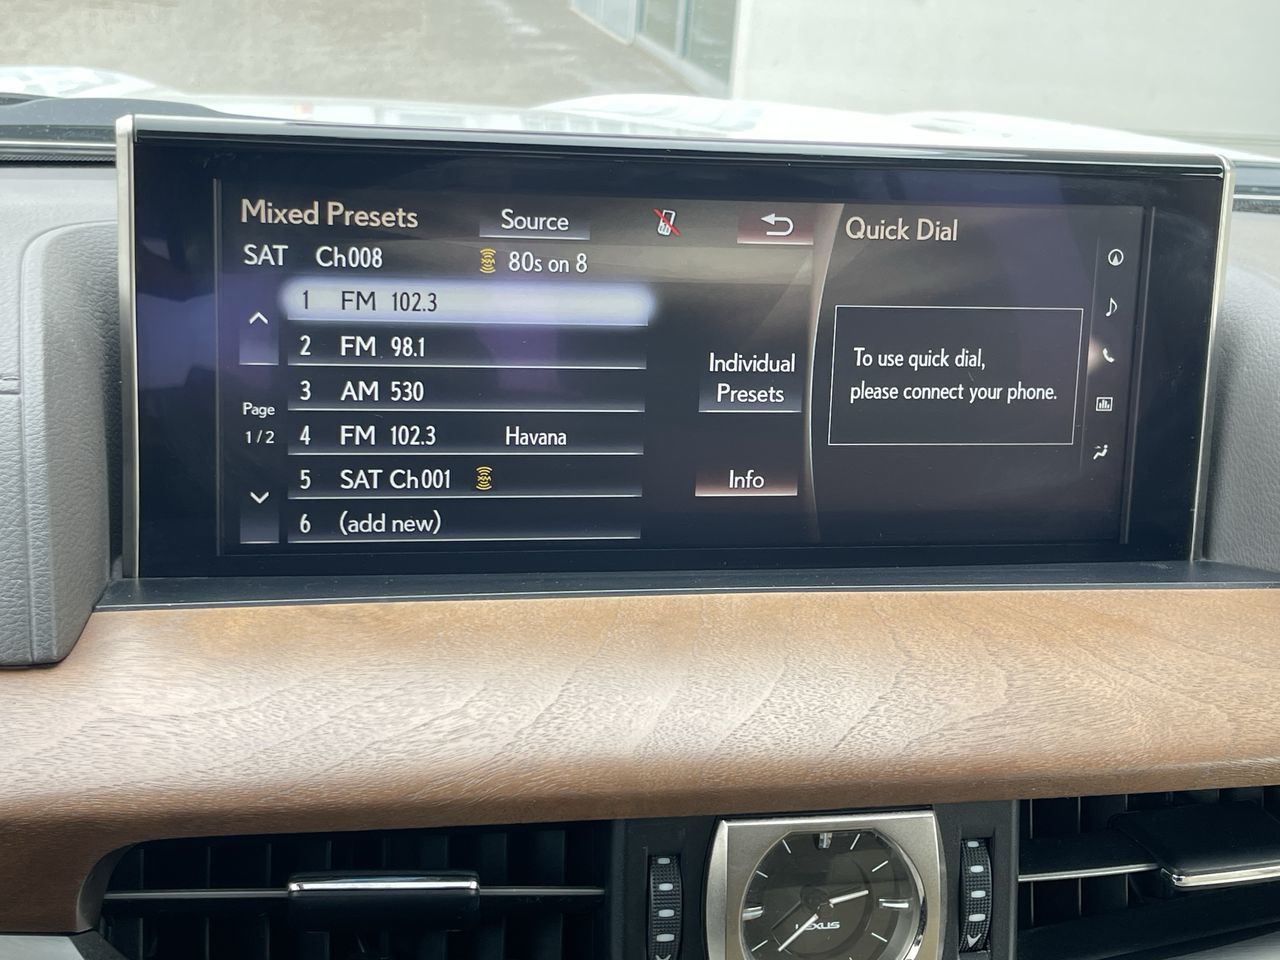 Mixed Presets
Source
Quick Dial
SAT Ch008
80s on 8
1 FM 102.3
2 FM 98.1
3 AM 530
4 FM 102.3 Havana
5 SAT Ch001
6 (add new)
Page
1/2
Individual
Presets
Info
To use quick dial,
please connect your phone.
LEXUS